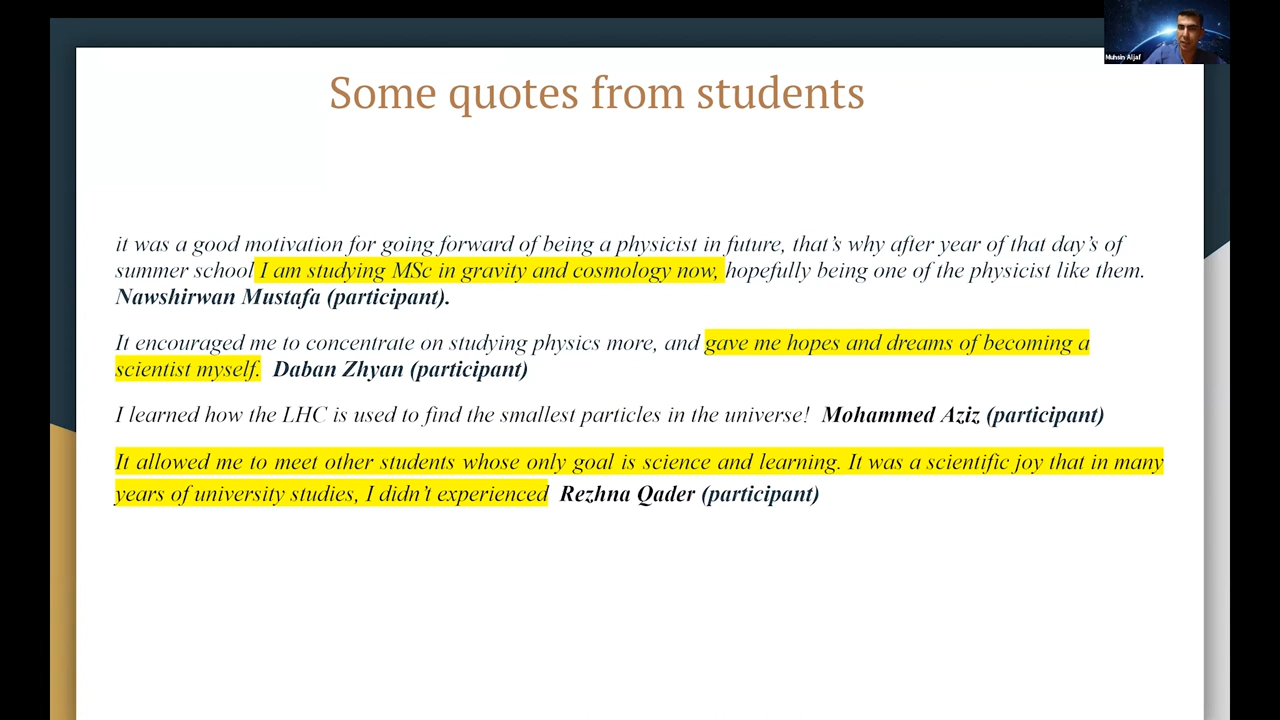 Muhsin Aljaf
Some quotes from students
it was a good motivation for going forward of being a physicist in future, that's why after year of that day's of
summer school I am studying MSc in gravity and cosmology now, hopefully being one of the physicist like them.
Nawshirwan Mustafa (participant).
It encouraged me to concentrate on studying physics more, and gave me hopes and dreams of becoming a
scientist myself. Daban Zhyan (participant)
I learned how the LHC is used to find the smallest particles in the universe! Mohammed Aziz (participant)
It allowed me to meet other students whose only goal is science and learning. It was a scientific joy that in many
years of university studies, I didn't experienced Rezhna Qader (participant)